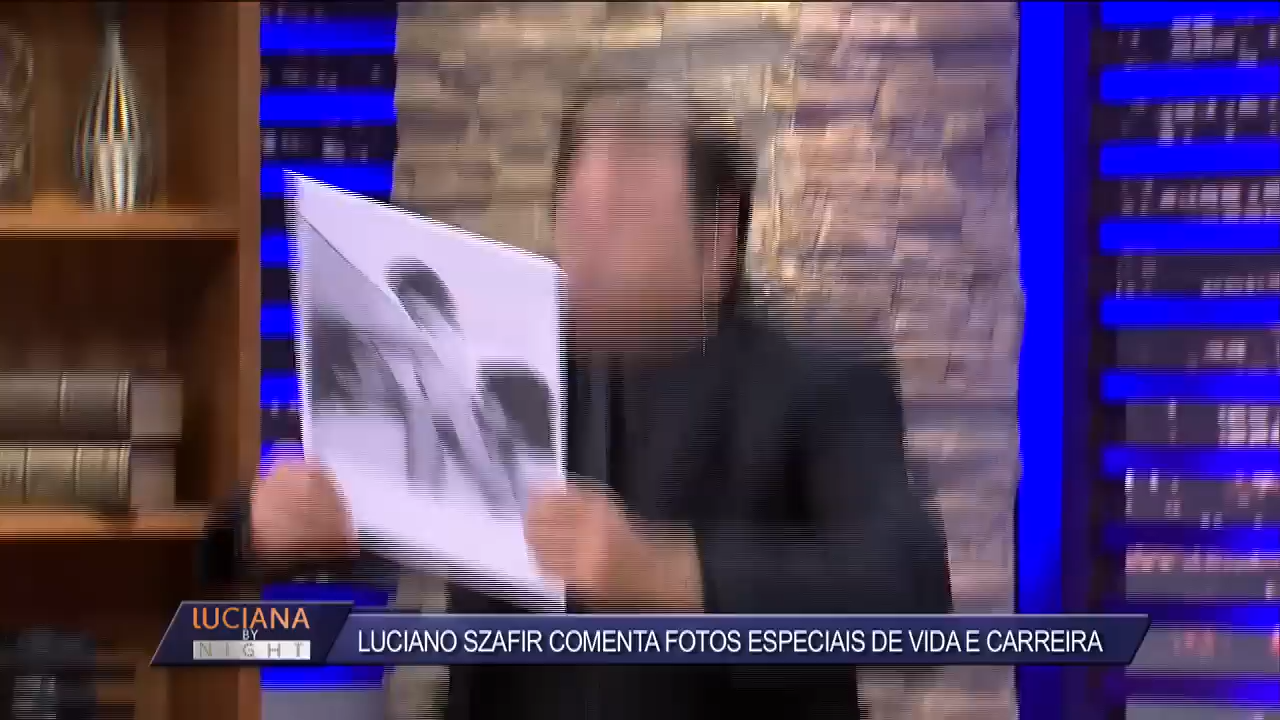 LUCIANA
BY
NIGHT
LUCIANO SZAFIR COMENTA FOTOS ESPECIAIS DE VIDA E CARREIRA